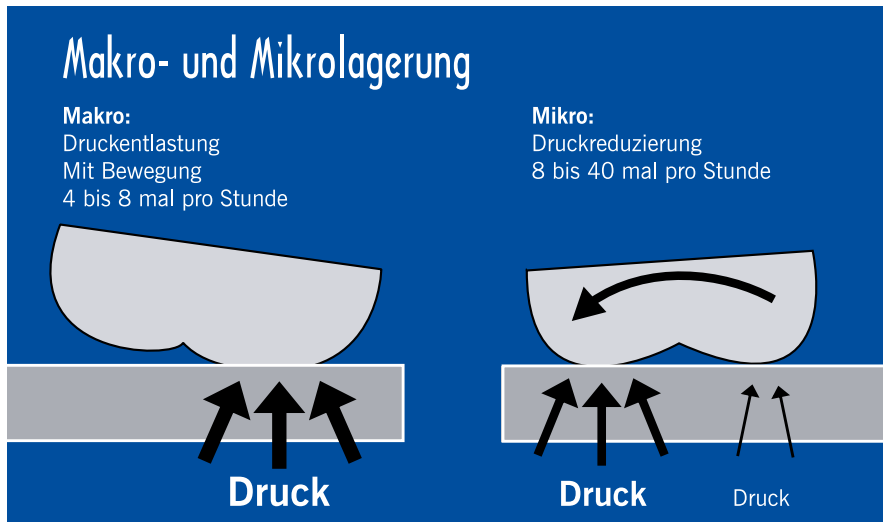 Makro- und Mikrolagerung
Makro:
Druckentlastung
Mit Bewegung
4 bis 8 mal pro Stunde
Mikro:
Druckreduzierung
8 bis 40 mal pro Stunde
Druck
Druck
Druck